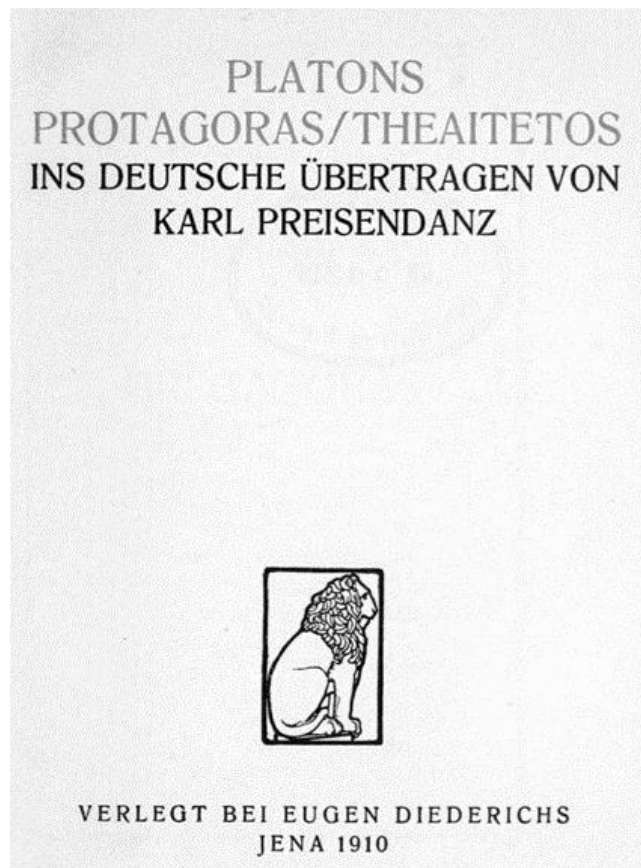 PLATONS
PROTAGORAS/THEAITETOS
INS DEUTSCHE ÜBERTRAGEN VON
KARL PREISENDANZ
VERLEGT BEI EUGEN DIEDERICHS
JENA 1910